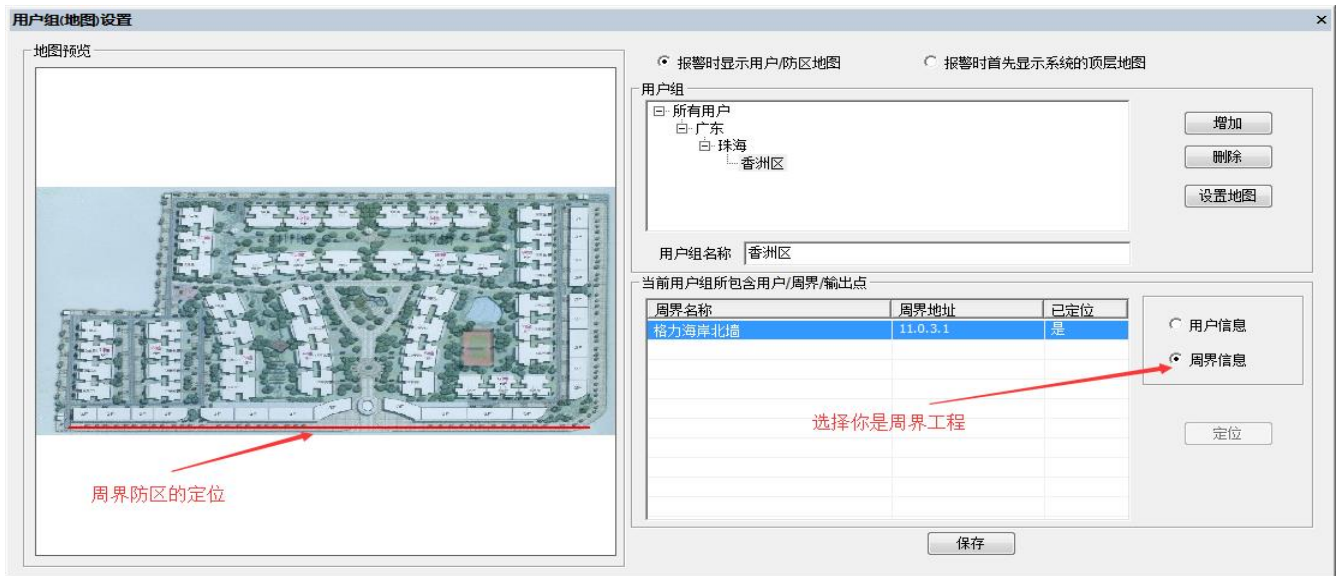 用户组(地图)设置
地图预览
报警时显示用户/防区地图
报警时首先显示系统的顶层地图
用户组
所有用户
广东
珠海
香洲区
增加
删除
设置地图
用户组名称 香洲区
当前用户组所包含用户/周界/输出点
周界名称 周界地址 已定位
格力海岸北墙 11.0.3.1 是
用户信息
周界信息
选择你是周界工程
定位
周界防区的定位
保存